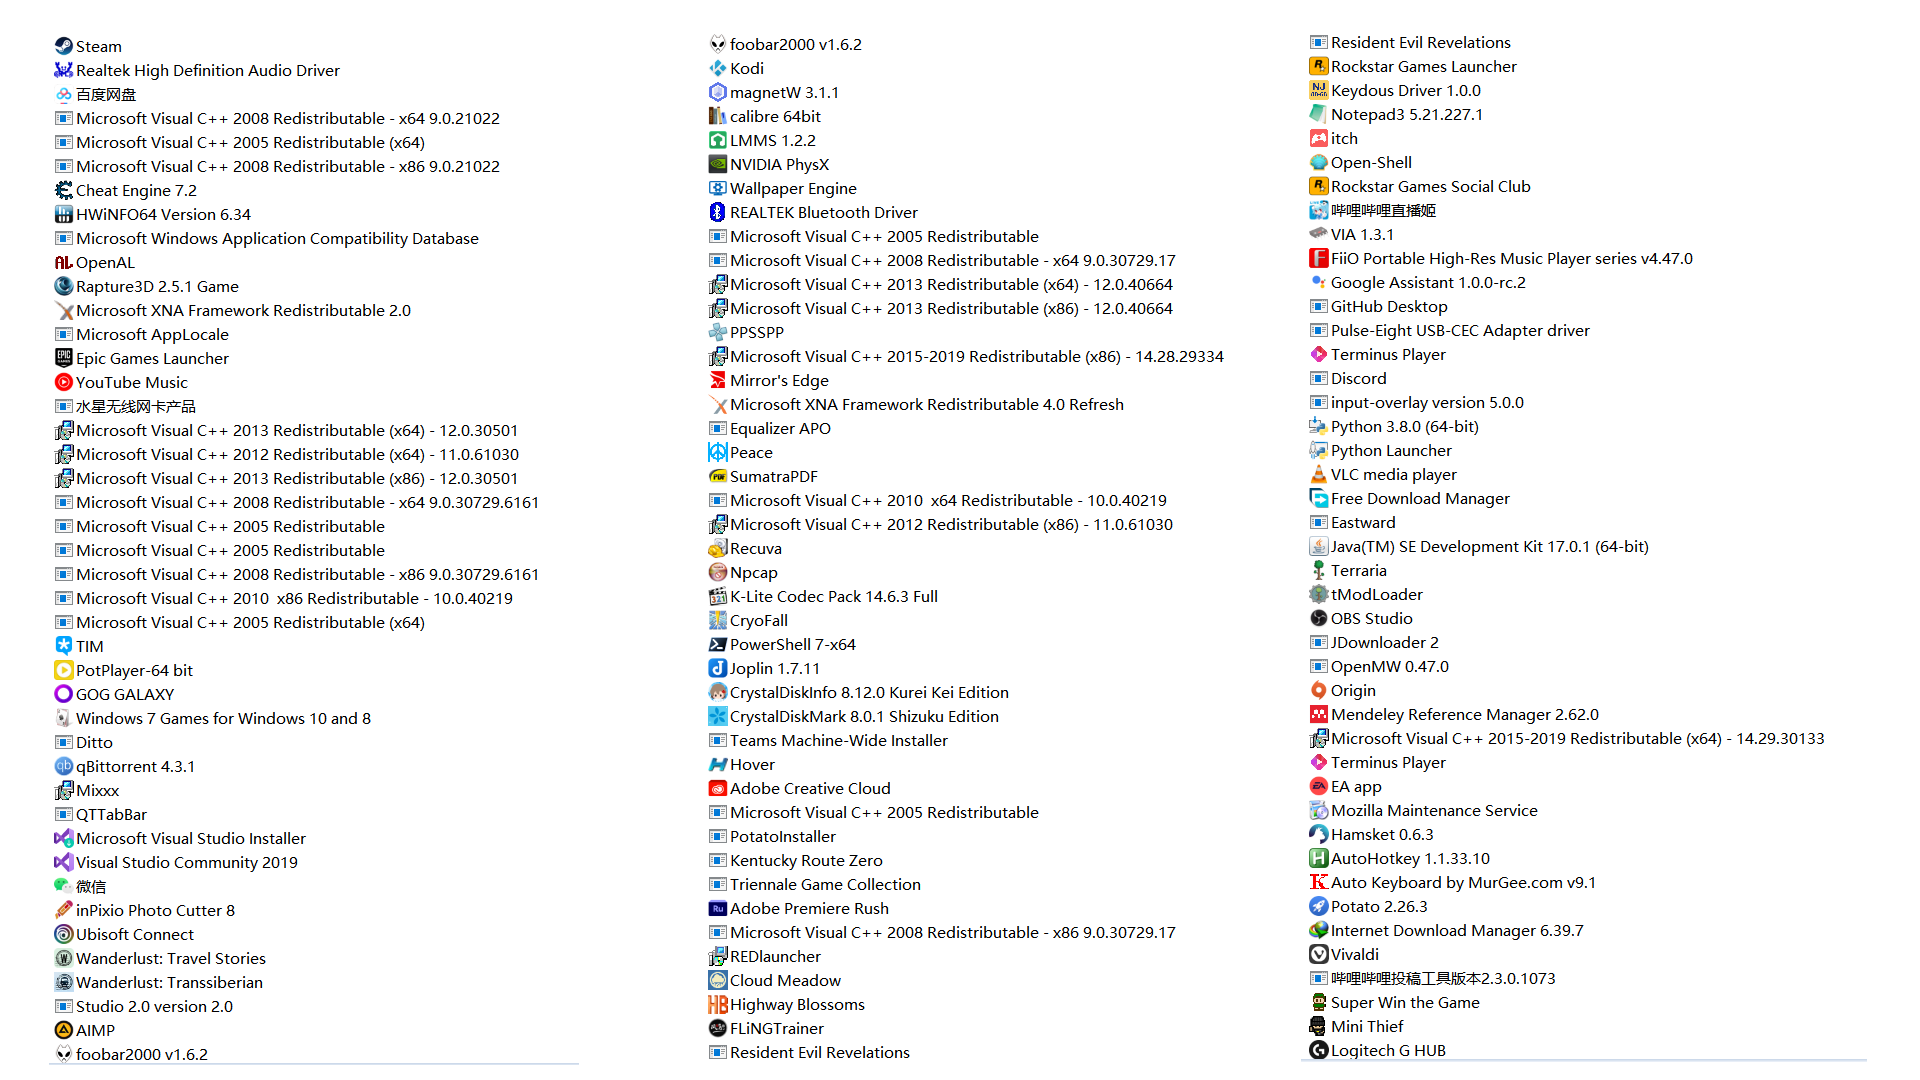 Steam
Realtek High Definition Audio Driver
百度网盘
Microsoft Visual C++ 2008 Redistributable - x64 9.0.21022
Microsoft Visual C++ 2005 Redistributable (x64)
Microsoft Visual C++ 2008 Redistributable - x86 9.0.21022
Cheat Engine 7.2
HWiNFO64 Version 6.34
Microsoft Windows Application Compatibility Database
OpenAL
Rapture3D 2.5.1 Game
Microsoft XNA Framework Redistributable 2.0
Microsoft AppLocale
Epic Games Launcher
YouTube Music
水星无线网卡产品
Microsoft Visual C++ 2013 Redistributable (x64) - 12.0.30501
Microsoft Visual C++ 2012 Redistributable (x64) - 11.0.61030
Microsoft Visual C++ 2013 Redistributable (x86) - 12.0.30501
Microsoft Visual C++ 2008 Redistributable - x64 9.0.30729.6161
Microsoft Visual C++ 2005 Redistributable
Microsoft Visual C++ 2005 Redistributable
Microsoft Visual C++ 2008 Redistributable - x86 9.0.30729.6161
Microsoft Visual C++ 2010  x86 Redistributable - 10.0.40219
Microsoft Visual C++ 2005 Redistributable (x64)
TIM
PotPlayer-64 bit
GOG GALAXY
Windows 7 Games for Windows 10 and 8
Ditto
qBittorrent 4.3.1
Mixxx
QTTabBar
Microsoft Visual Studio Installer
Visual Studio Community 2019
微信
inPixio Photo Cutter 8
Ubisoft Connect
Wanderlust: Travel Stories
Wanderlust: Transsiberian
Studio 2.0 version 2.0
AIMP
foobar2000 v1.6.2
foobar2000 v1.6.2
Kodi
magnetW 3.1.1
calibre 64bit
LMMS 1.2.2
NVIDIA PhysX
Wallpaper Engine
REALTEK Bluetooth Driver
Microsoft Visual C++ 2005 Redistributable
Microsoft Visual C++ 2008 Redistributable - x64 9.0.30729.17
Microsoft Visual C++ 2013 Redistributable (x64) - 12.0.40664
Microsoft Visual C++ 2013 Redistributable (x86) - 12.0.40664
PPSSPP
Microsoft Visual C++ 2015-2019 Redistributable (x86) - 14.28.29334
Mirror's Edge
Microsoft XNA Framework Redistributable 4.0 Refresh
Equalizer APO
Peace
SumatraPDF
Microsoft Visual C++ 2010  x64 Redistributable - 10.0.40219
Microsoft Visual C++ 2012 Redistributable (x86) - 11.0.61030
Recuva
Npcap
K-Lite Codec Pack 14.6.3 Full
CryoFall
PowerShell 7-x64
Joplin 1.7.11
CrystalDiskInfo 8.12.0 Kurei Kei Edition
CrystalDiskMark 8.0.1 Shizuku Edition
Teams Machine-Wide Installer
Hover
Adobe Creative Cloud
Microsoft Visual C++ 2005 Redistributable
PotatoInstaller
Kentucky Route Zero
Triennale Game Collection
Adobe Premiere Rush
Microsoft Visual C++ 2008 Redistributable - x86 9.0.30729.17
REDlauncher
Cloud Meadow
Highway Blossoms
FLiNGTrainer
Resident Evil Revelations
Resident Evil Revelations
Rockstar Games Launcher
Keydous Driver 1.0.0
Notepad3 5.21.227.1
itch
Open-Shell
Rockstar Games Social Club
哔哩哔哩直播姬
VIA 1.3.1
FiiO Portable High-Res Music Player series v4.47.0
Google Assistant 1.0.0-rc.2
GitHub Desktop
Pulse-Eight USB-CEC Adapter driver
Terminus Player
Discord
input-overlay version 5.0.0
Python 3.8.0 (64-bit)
Python Launcher
VLC media player
Free Download Manager
Eastward
Java(TM) SE Development Kit 17.0.1 (64-bit)
Terraria
tModLoader
OBS Studio
JDownloader 2
OpenMW 0.47.0
Origin
Mendeley Reference Manager 2.62.0
Microsoft Visual C++ 2015-2019 Redistributable (x64) - 14.29.30133
Terminus Player
EA app
Mozilla Maintenance Service
Hamsket 0.6.3
AutoHotkey 1.1.33.10
Auto Keyboard by MurGee.com v9.1
Potato 2.26.3
Internet Download Manager 6.39.7
Vivaldi
哔哩哔哩投稿工具版本2.3.0.1073
Super Win the Game
Mini Thief
Logitech G HUB